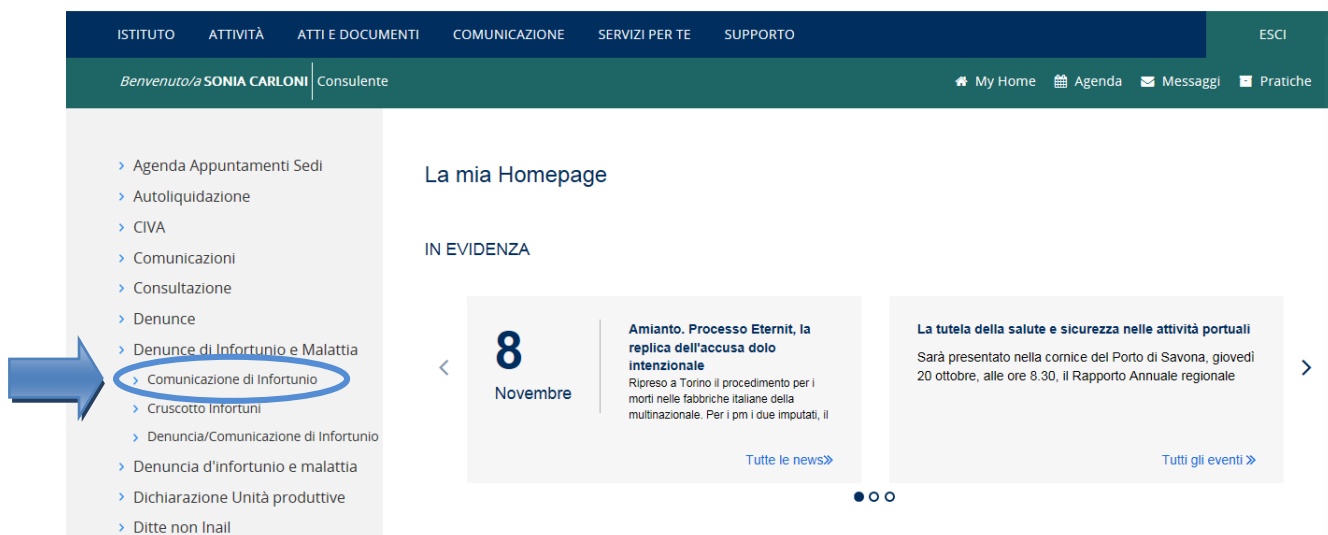 ISTITUTO ATTIVITÀ ATTI E DOCUMENTI COMUNICAZIONE SERVIZI PER TE SUPPORTO ESCI
Benvenuto/a SONIA CARLONI Consulente My Home Agenda Messaggi Pratiche
Agenda Appuntamenti Sedi
Autoliquidazione
CIVA
Comunicazioni
Consultazione
Denunce
Denunce di Infortunio e Malattia
Comunicazione di Infortunio
Cruscotto Infortuni
Denuncia/Comunicazione di Infortunio
Denuncia d'infortunio e malattia
Dichiarazione Unità produttive
Ditte non Inail
La mia Homepage
IN EVIDENZA
8
Novembre
Amianto. Processo Eternit, la
replica dell'accusa dolo
intenzionale
Ripreso a Torino il procedimento per i
morti nelle fabbriche italiane della
multinazionale. Per i pm i due imputati, il
Tutte le news
La tutela della salute e sicurezza nelle attività portuali
Sarà presentato nella cornice del Porto di Savona, giovedì
20 ottobre, alle ore 8.30, il Rapporto Annuale regionale
Tutti gli eventi